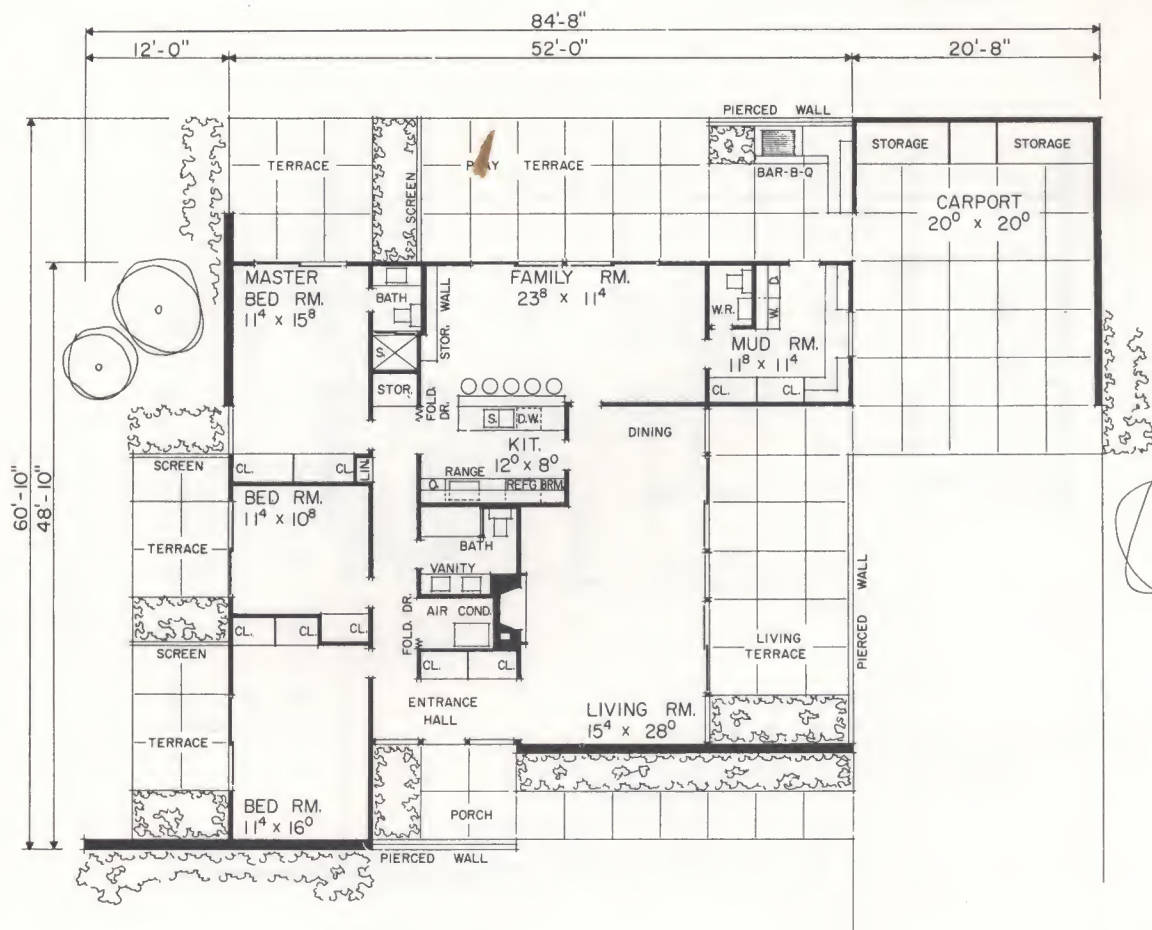 84'-8"
12'-0"
52'-0"
20'-8"
60'-10"
48'-10"
PIERCED WALL
TERRACE
SCREEN
TERRACE
BAR-B-Q
STORAGE
STORAGE
CARPORT
20⁰ x 20⁰
MASTER
BED RM.
11⁴ x 15⁸
BATH
S.
STOR.
STOR. WALL
FOLD. DR.
FAMILY RM.
23⁸ x 11⁴
W.R.
W. D.
MUD RM.
11⁸ x 11⁴
CL.
CL.
S.
D.W.
KIT.
12⁰ x 8⁰
RANGE
O.
REFG BRM.
DINING
SCREEN
CL.
CL.
LIN.
BED RM.
11⁴ x 10⁸
TERRACE
BATH
VANITY
AIR COND.
FOLD. DR.
CL.
CL.
CL.
CL.
CL.
SCREEN
TERRACE
ENTRANCE
HALL
LIVING RM.
15⁴ x 28⁰
LIVING
TERRACE
PIERCED WALL
BED RM.
11⁴ x 16⁰
PORCH
PIERCED WALL